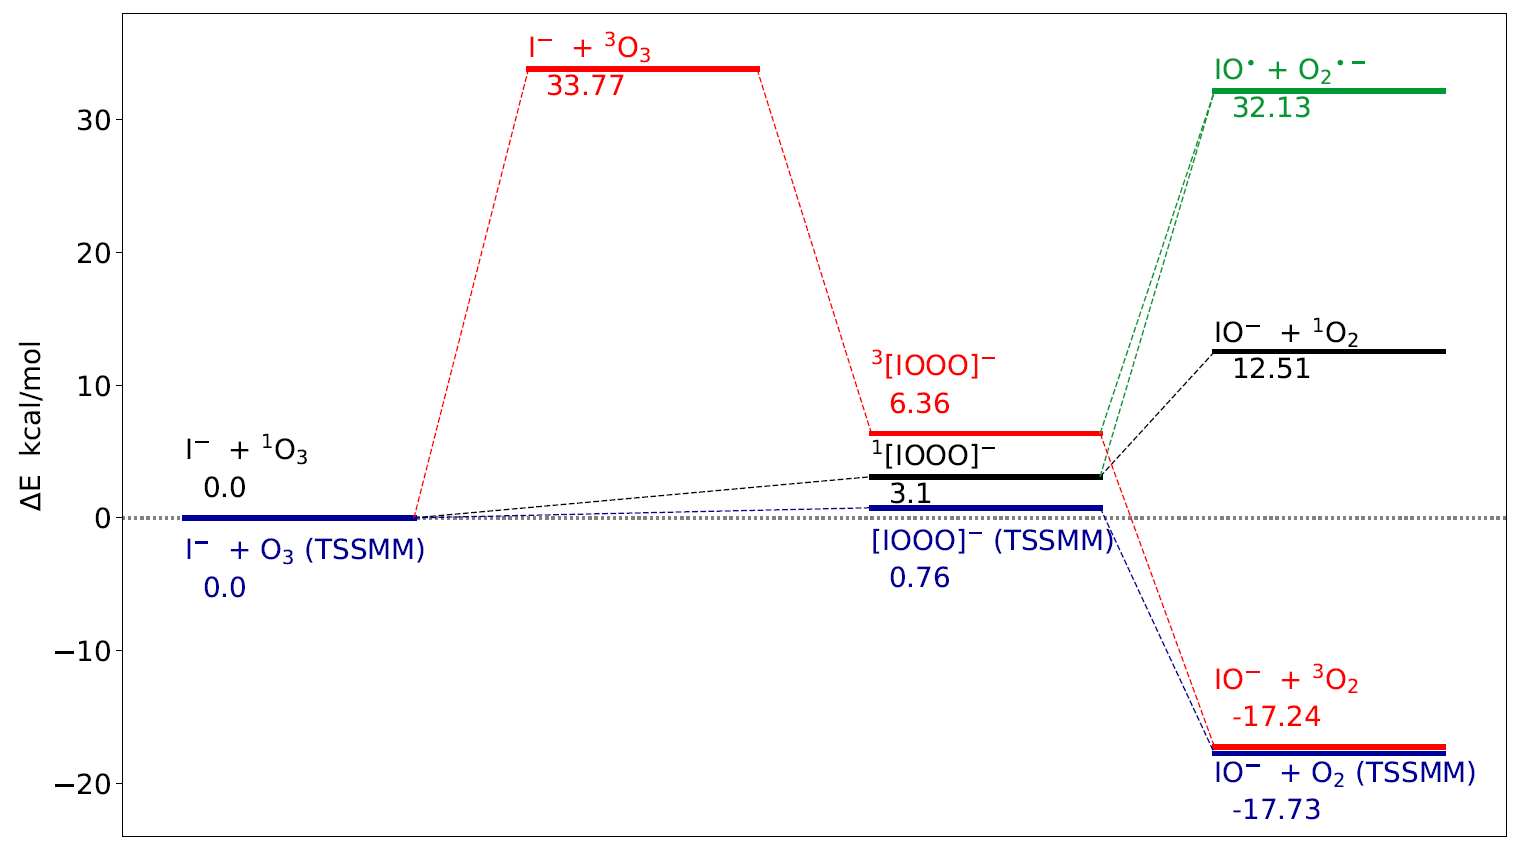 I⁻ + ³O₃
33.77
IO• + O₂•⁻
32.13
30
20
10
0
−10
−20
ΔE kcal/mol
IO⁻ + ¹O₂
12.51
³[IOOO]⁻
6.36
I⁻ + ¹O₃
0.0
¹[IOOO]⁻
3.1
I⁻ + O₃ (TSSMM)
0.0
[IOOO]⁻ (TSSMM)
0.76
IO⁻ + ³O₂
-17.24
IO⁻ + O₂ (TSSMM)
-17.73